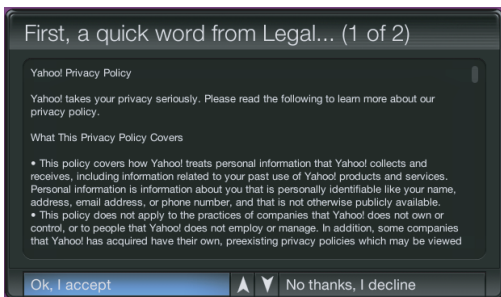 First, a quick word from Legal... (1 of 2)
Yahoo! Privacy Policy
Yahoo! takes your privacy seriously. Please read the following to learn more about our
privacy policy.
What This Privacy Policy Covers
• This policy covers how Yahoo! treats personal information that Yahoo! collects and
receives, including information related to your past use of Yahoo! products and services.
Personal information is information about you that is personally identifiable like your name,
address, email address, or phone number, and that is not otherwise publicly available.
• This policy does not apply to the practices of companies that Yahoo! does not own or
control, or to people that Yahoo! does not employ or manage. In addition, some companies
that Yahoo! has acquired have their own, preexisting privacy policies which may be viewed
Ok, I accept
No thanks, I decline